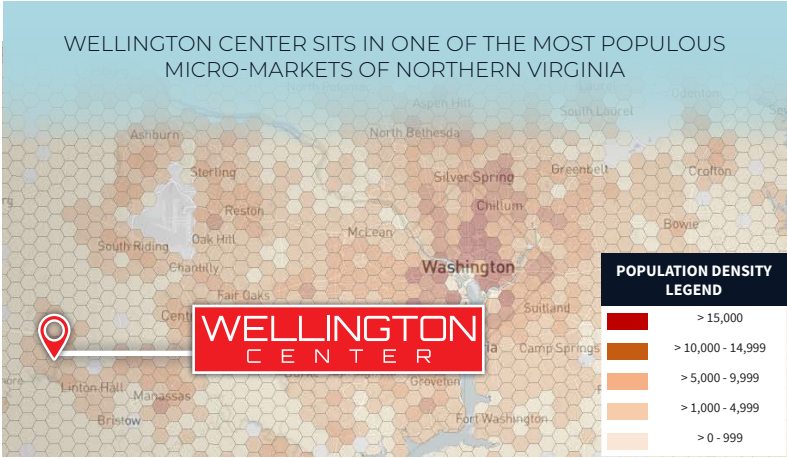 WELLINGTON CENTER SITS IN ONE OF THE MOST POPULOUS
MICRO-MARKETS OF NORTHERN VIRGINIA
Aspen Hill
Laurel
Odenton
South Laurel
Ashburn
North Bethesda
Sterling
Silver Spring
Greenbelt
Crofton
Reston
Chillum
McLean
Bowie
South Riding
Oak Hill
Chantilly
Washington
Fair Oaks
Suitland
Camp Springs
Linton Hall
Manassas
Groveton
Bristow
Fort Washington
WELLINGTON
CENTER
POPULATION DENSITY
LEGEND
> 15,000
> 10,000 - 14,999
> 5,000 - 9,999
> 1,000 - 4,999
> 0 - 999